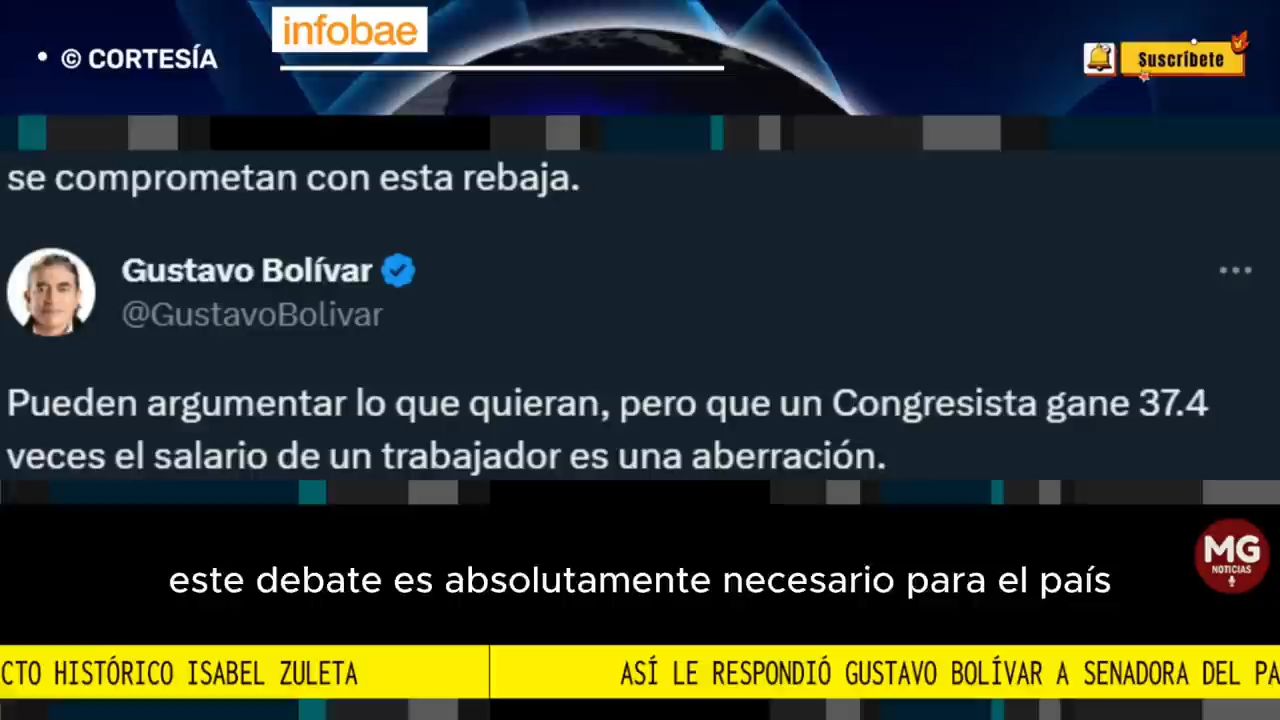 infobae
• © CORTESÍA
Suscríbete
se comprometan con esta rebaja.
Gustavo Bolívar
@GustavoBolivar
Pueden argumentar lo que quieran, pero que un Congresista gane 37.4
veces el salario de un trabajador es una aberración.
MG
NOTICIAS
este debate es absolutamente necesario para el país
CTO HISTÓRICO ISABEL ZULETA
ASÍ LE RESPONDIÓ GUSTAVO BOLÍVAR A SENADORA DEL PA